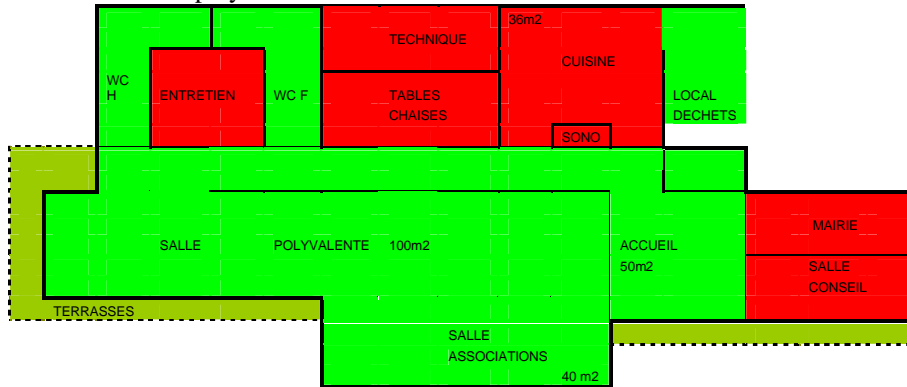 36m2
TECHNIQUE
CUISINE
WC
H
ENTRETIEN
WC F
TABLES
CHAISES
LOCAL
DECHETS
SONO
MAIRIE
SALLE POLYVALENTE 100m2
ACCUEIL
50m2
SALLE
CONSEIL
TERRASSES
SALLE
ASSOCIATIONS
40 m2